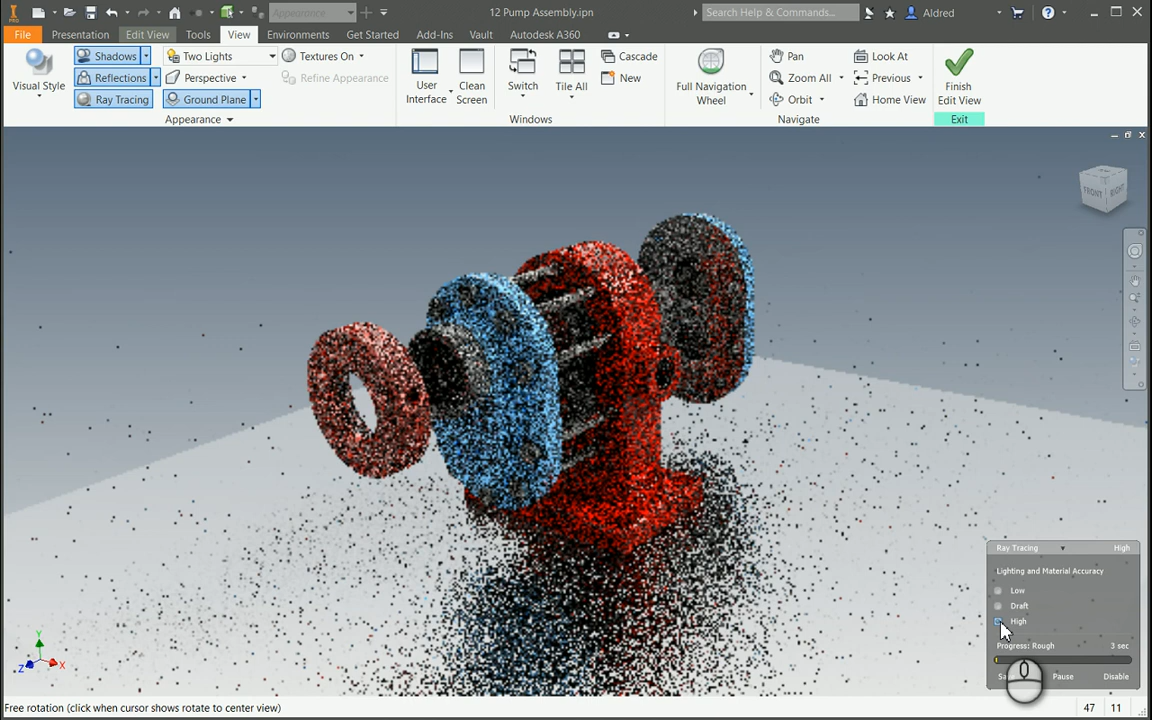 PRO
Appearance
12 Pump Assembly.ipn
Search Help & Commands...
Aldred
File
Presentation
Edit View
Tools
View
Environments
Get Started
Add-Ins
Vault
Autodesk A360
Visual Style
Shadows
Reflections
Ray Tracing
Two Lights
Perspective
Ground Plane
Textures On
Refine Appearance
Appearance
User
Interface
Clean
Screen
Switch
Tile All
Cascade
New
Windows
Full Navigation
Wheel
Pan
Zoom All
Orbit
Look At
Previous
Home View
Navigate
Finish
Edit View
Exit
FRONT
RIGHT
Ray Tracing
High
Lighting and Material Accuracy
Low
Draft
High
Progress: Rough
3 sec
Pause
Disable
Y
Z
X
Free rotation (click when cursor shows rotate to center view)
47
11